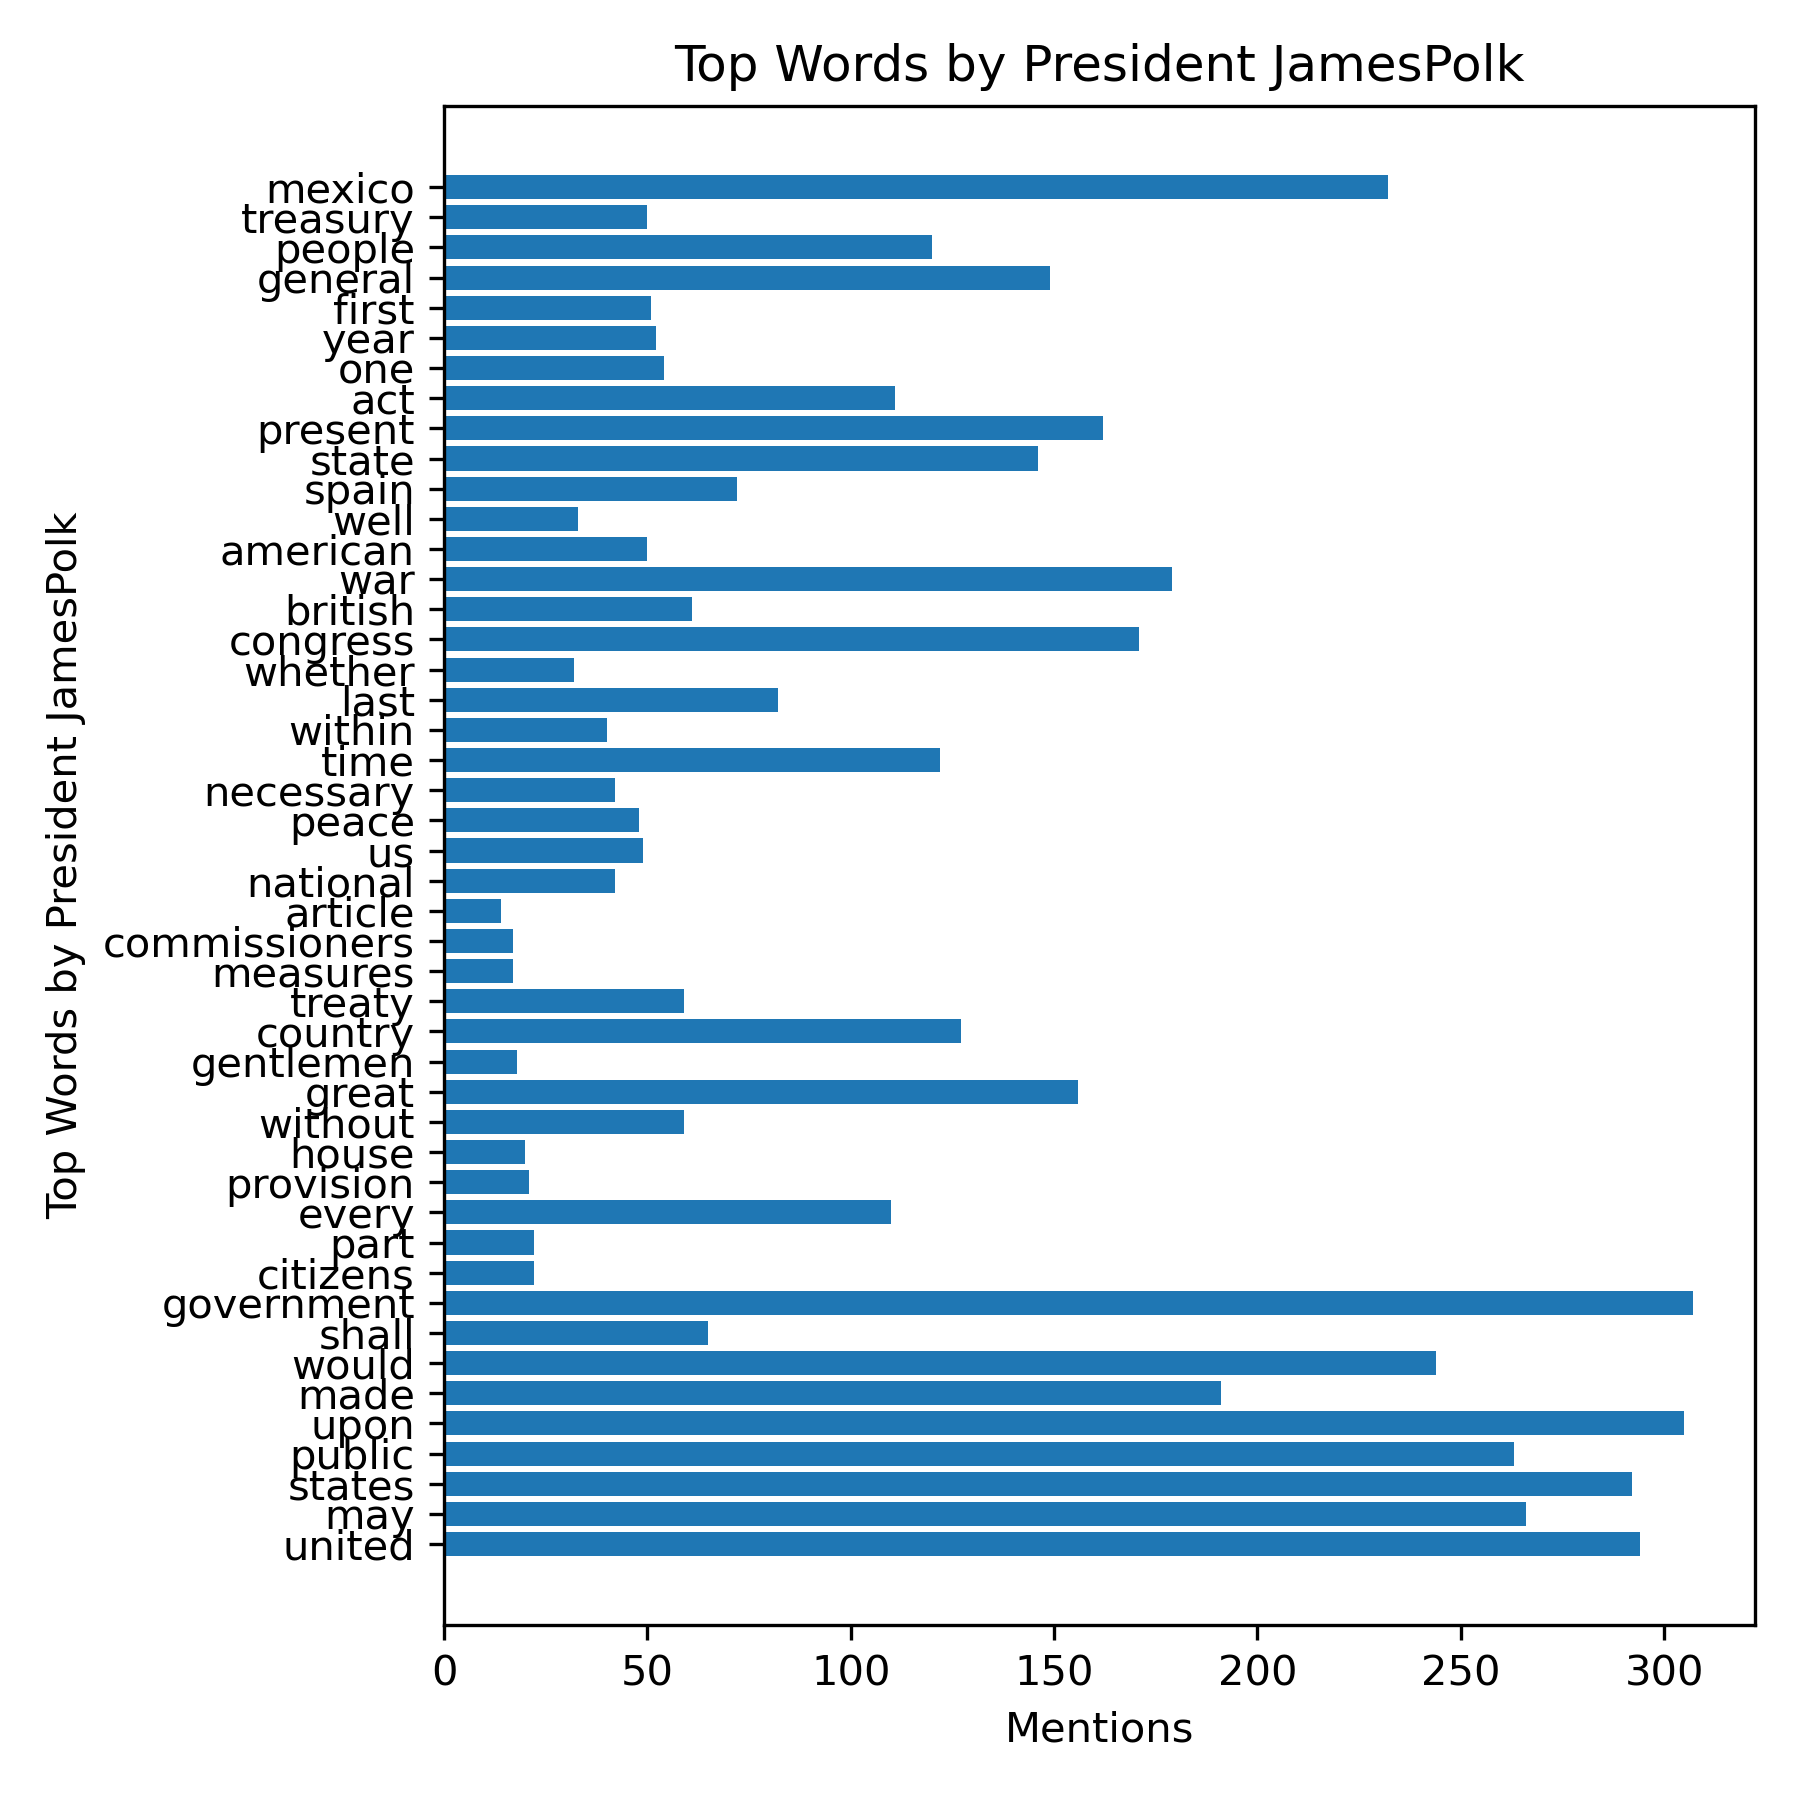 Top Words by President JamesPolk
mexico
treasury
people
general
first
year
one
act
present
state
spain
well
american
war
british
congress
whether
last
within
time
necessary
peace
us
national
article
commissioners
measures
treaty
country
gentlemen
great
without
house
provision
every
part
citizens
government
shall
would
made
upon
public
states
may
united
Top Words by President JamesPolk
0 50 100 150 200 250 300
Mentions